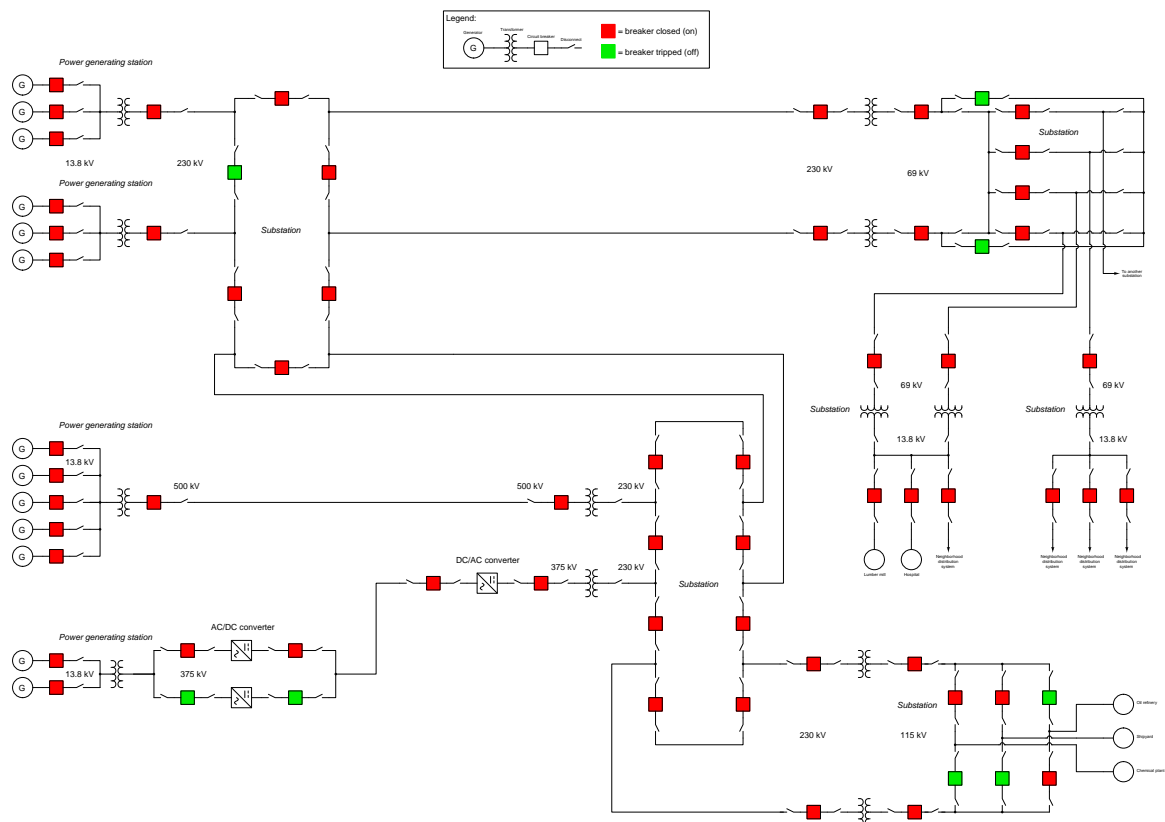 Legend:
Generator
Transformer
Circuit breaker
Disconnect
G
= breaker closed (on)
= breaker tripped (off)
Power generating station
G
G
G
13.8 kV
230 kV
Substation
230 kV
69 kV
Substation
Power generating station
G
G
G
To another
substation
69 kV
69 kV
Substation
Substation
13.8 kV
13.8 kV
Lumber mill
Hospital
Neighborhood
distribution
system
Neighborhood
distribution
system
Neighborhood
distribution
system
Neighborhood
distribution
system
Power generating station
G
G
G
G
G
13.8 kV
500 kV
500 kV
230 kV
DC/AC converter
375 kV
230 kV
Substation
Power generating station
G
G
13.8 kV
AC/DC converter
375 kV
Substation
230 kV
115 kV
Oil refinery
Shipyard
Chemical plant